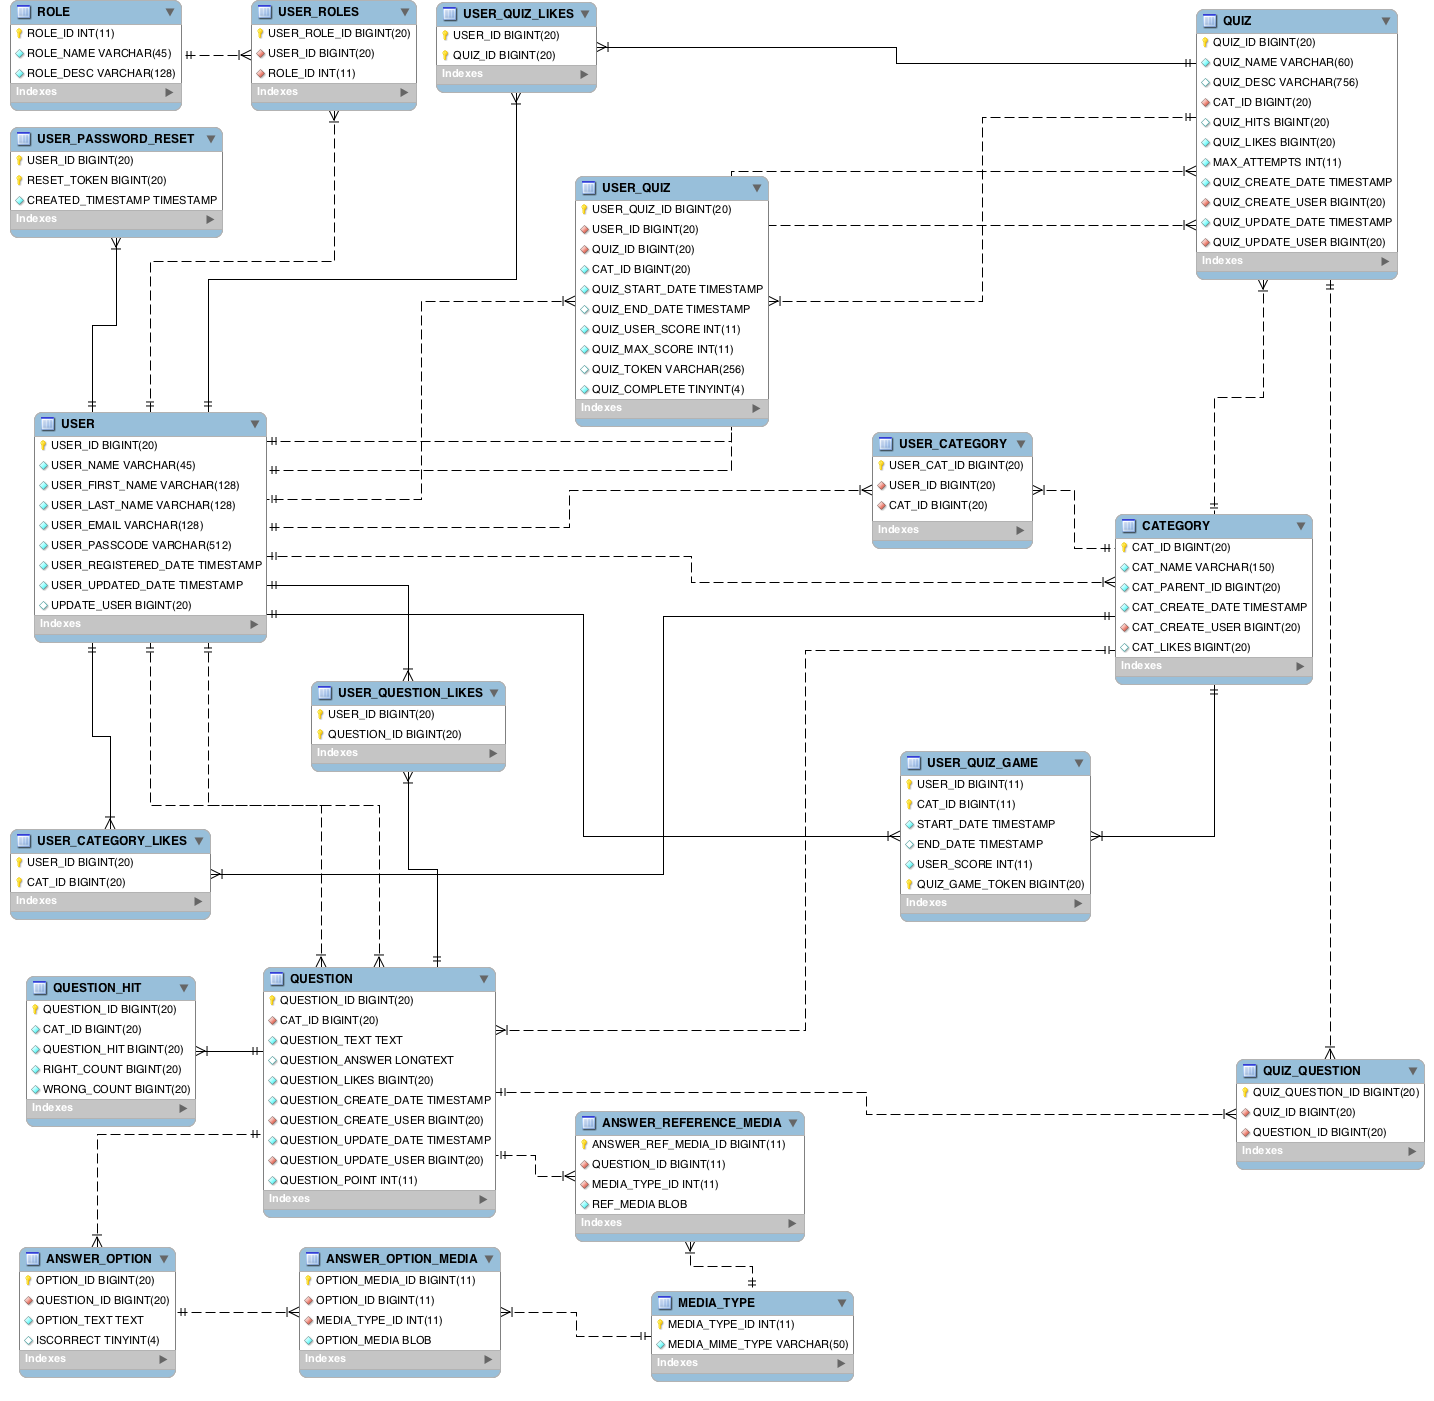 ROLE
ROLE_ID INT(11)
ROLE_NAME VARCHAR(45)
ROLE_DESC VARCHAR(128)
Indexes
USER_ROLES
USER_ROLE_ID BIGINT(20)
USER_ID BIGINT(20)
ROLE_ID INT(11)
Indexes
USER_QUIZ_LIKES
USER_ID BIGINT(20)
QUIZ_ID BIGINT(20)
Indexes
QUIZ
QUIZ_ID BIGINT(20)
QUIZ_NAME VARCHAR(60)
QUIZ_DESC VARCHAR(756)
CAT_ID BIGINT(20)
QUIZ_HITS BIGINT(20)
QUIZ_LIKES BIGINT(20)
MAX_ATTEMPTS INT(11)
QUIZ_CREATE_DATE TIMESTAMP
QUIZ_CREATE_USER BIGINT(20)
QUIZ_UPDATE_DATE TIMESTAMP
QUIZ_UPDATE_USER BIGINT(20)
Indexes
USER_PASSWORD_RESET
USER_ID BIGINT(20)
RESET_TOKEN BIGINT(20)
CREATED_TIMESTAMP TIMESTAMP
Indexes
USER_QUIZ
USER_QUIZ_ID BIGINT(20)
USER_ID BIGINT(20)
QUIZ_ID BIGINT(20)
CAT_ID BIGINT(20)
QUIZ_START_DATE TIMESTAMP
QUIZ_END_DATE TIMESTAMP
QUIZ_USER_SCORE INT(11)
QUIZ_MAX_SCORE INT(11)
QUIZ_TOKEN VARCHAR(256)
QUIZ_COMPLETE TINYINT(4)
Indexes
USER
USER_ID BIGINT(20)
USER_NAME VARCHAR(45)
USER_FIRST_NAME VARCHAR(128)
USER_LAST_NAME VARCHAR(128)
USER_EMAIL VARCHAR(128)
USER_PASSCODE VARCHAR(512)
USER_REGISTERED_DATE TIMESTAMP
USER_UPDATED_DATE TIMESTAMP
UPDATE_USER BIGINT(20)
Indexes
USER_CATEGORY
USER_CAT_ID BIGINT(20)
USER_ID BIGINT(20)
CAT_ID BIGINT(20)
Indexes
CATEGORY
CAT_ID BIGINT(20)
CAT_NAME VARCHAR(150)
CAT_PARENT_ID BIGINT(20)
CAT_CREATE_DATE TIMESTAMP
CAT_CREATE_USER BIGINT(20)
CAT_LIKES BIGINT(20)
Indexes
USER_QUESTION_LIKES
USER_ID BIGINT(20)
QUESTION_ID BIGINT(20)
Indexes
USER_QUIZ_GAME
USER_ID BIGINT(11)
CAT_ID BIGINT(11)
START_DATE TIMESTAMP
END_DATE TIMESTAMP
USER_SCORE INT(11)
QUIZ_GAME_TOKEN BIGINT(20)
Indexes
USER_CATEGORY_LIKES
USER_ID BIGINT(20)
CAT_ID BIGINT(20)
Indexes
QUESTION_HIT
QUESTION_ID BIGINT(20)
CAT_ID BIGINT(20)
QUESTION_HIT BIGINT(20)
RIGHT_COUNT BIGINT(20)
WRONG_COUNT BIGINT(20)
Indexes
QUESTION
QUESTION_ID BIGINT(20)
CAT_ID BIGINT(20)
QUESTION_TEXT TEXT
QUESTION_ANSWER LONGTEXT
QUESTION_LIKES BIGINT(20)
QUESTION_CREATE_DATE TIMESTAMP
QUESTION_CREATE_USER BIGINT(20)
QUESTION_UPDATE_DATE TIMESTAMP
QUESTION_UPDATE_USER BIGINT(20)
QUESTION_POINT INT(11)
Indexes
QUIZ_QUESTION
QUIZ_QUESTION_ID BIGINT(20)
QUIZ_ID BIGINT(20)
QUESTION_ID BIGINT(20)
Indexes
ANSWER_REFERENCE_MEDIA
ANSWER_REF_MEDIA_ID BIGINT(11)
QUESTION_ID BIGINT(11)
MEDIA_TYPE_ID INT(11)
REF_MEDIA BLOB
Indexes
ANSWER_OPTION
OPTION_ID BIGINT(20)
QUESTION_ID BIGINT(20)
OPTION_TEXT TEXT
ISCORRECT TINYINT(4)
Indexes
ANSWER_OPTION_MEDIA
OPTION_MEDIA_ID BIGINT(11)
OPTION_ID BIGINT(11)
MEDIA_TYPE_ID INT(11)
OPTION_MEDIA BLOB
Indexes
MEDIA_TYPE
MEDIA_TYPE_ID INT(11)
MEDIA_MIME_TYPE VARCHAR(50)
Indexes